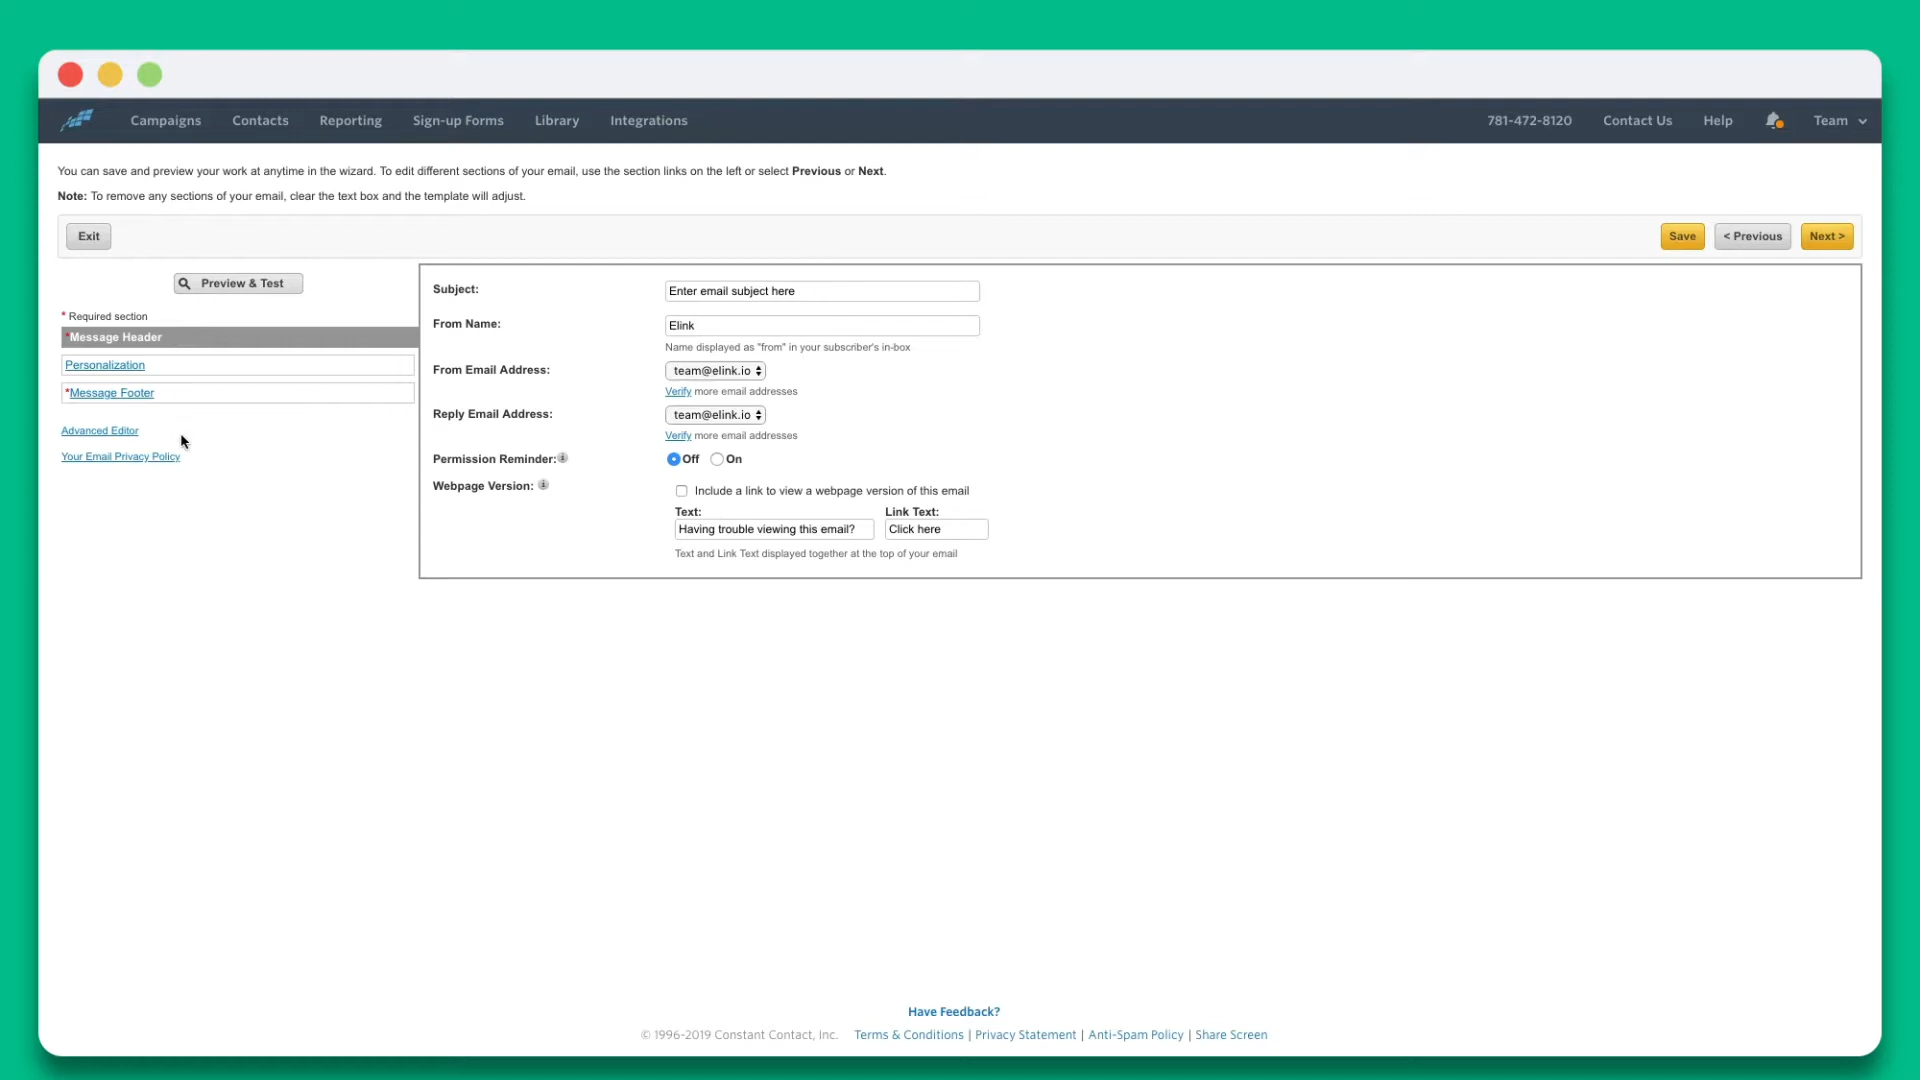 Campaigns Contacts Reporting Sign-up Forms Library Integrations 781-472-8120 Contact Us Help Team
You can save and preview your work at anytime in the wizard. To edit different sections of your email, use the section links on the left or select Previous or Next.
Note: To remove any sections of your email, clear the text box and the template will adjust.
Exit Save < Previous Next >
Preview & Test
* Required section
*Message Header
Personalization
*Message Footer
Advanced Editor
Your Email Privacy Policy
Subject: Enter email subject here
From Name: Elink
Name displayed as "from" in your subscriber's in-box
From Email Address: team@elink.io
Verify more email addresses
Reply Email Address: team@elink.io
Verify more email addresses
Permission Reminder: Off On
Webpage Version: Include a link to view a webpage version of this email
Text: Link Text:
Having trouble viewing this email? Click here
Text and Link Text displayed together at the top of your email
Have Feedback?
© 1996-2019 Constant Contact, Inc. Terms & Conditions | Privacy Statement | Anti-Spam Policy | Share Screen